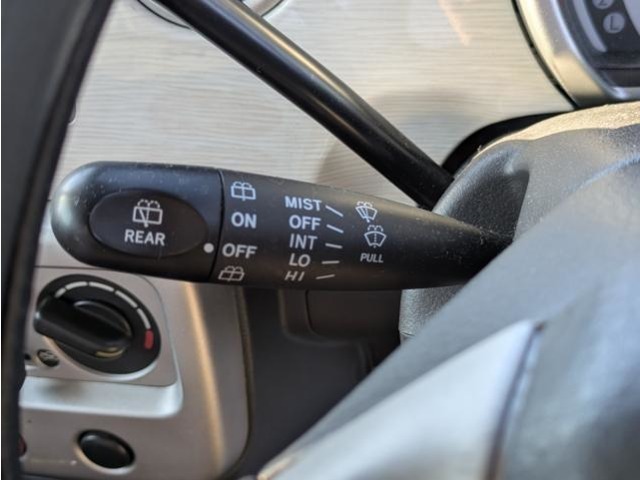 REAR
ON
OFF
MIST
OFF
INT
LO
HI
PULL
L